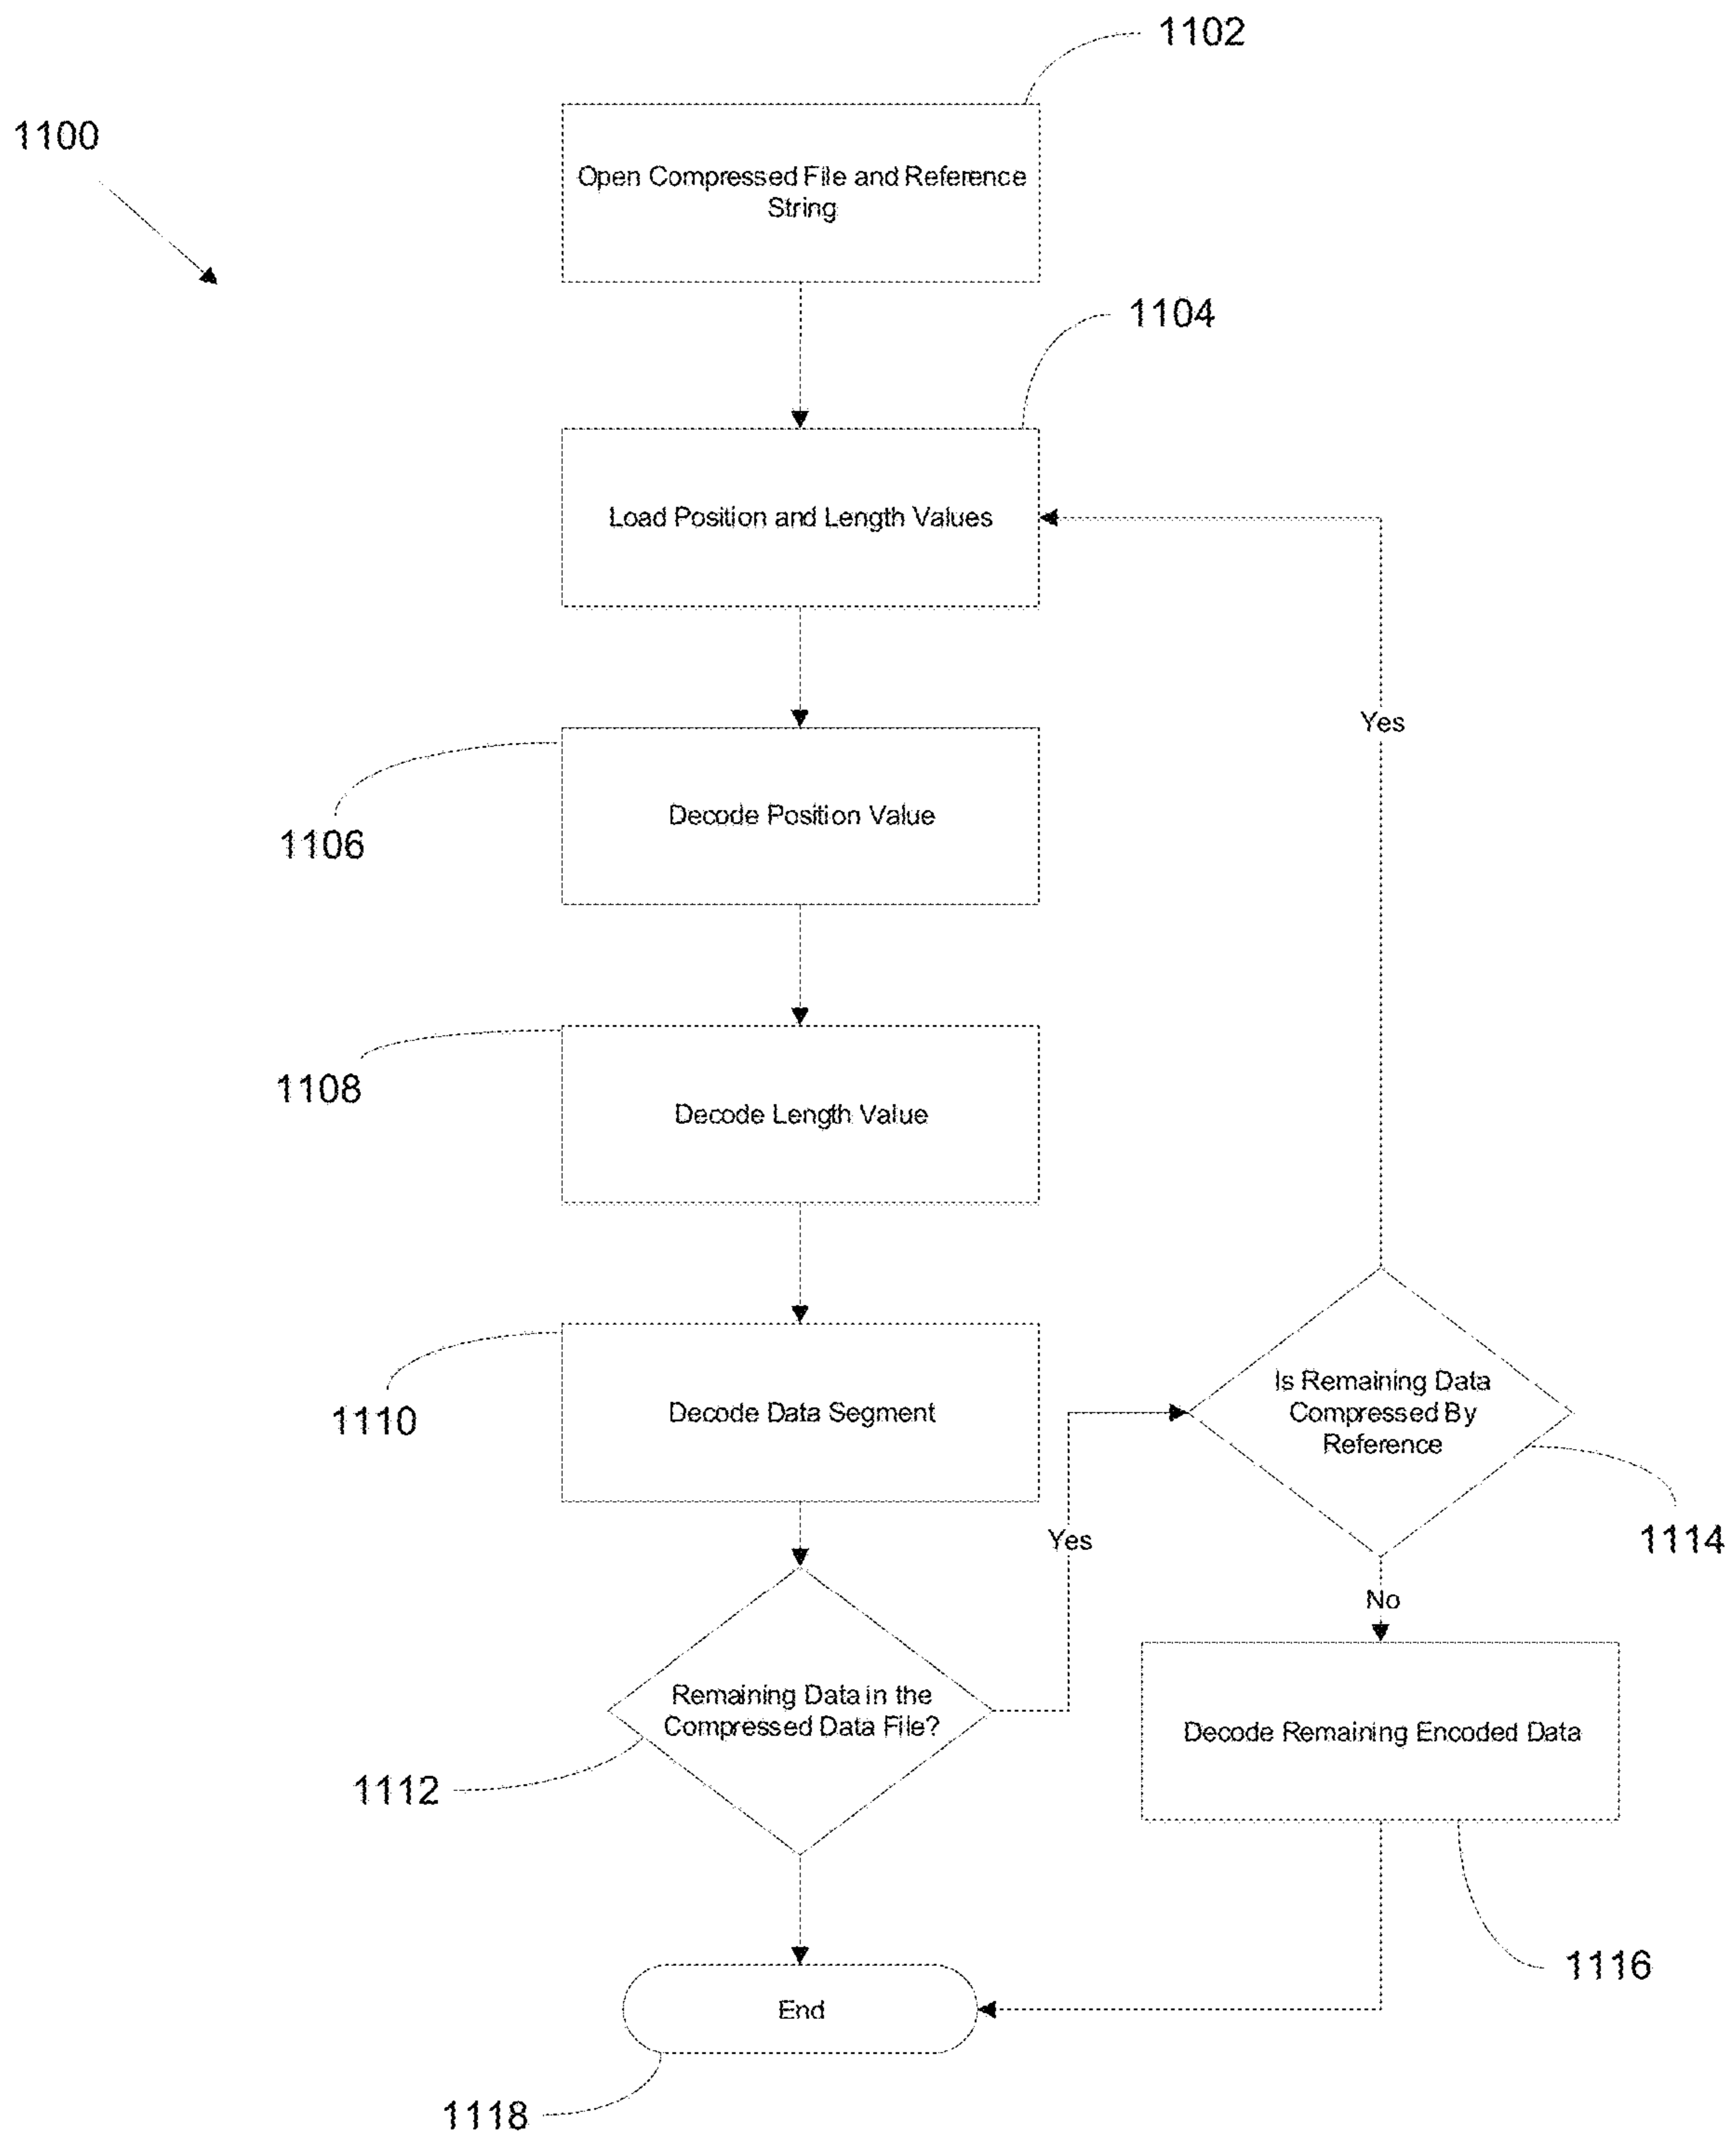 1102
1100
Open Compressed File and Reference
String
1104
Load Position and Length Values
Yes
Decode Position Value
1106
1108
Decode Length Value
1110
Decode Data Segment
Is Remaining Data
Compressed By
Reference
1114
Yes
No
Remaining Data in the
Compressed Data File?
1112
Decode Remaining Encoded Data
1116
End
1118